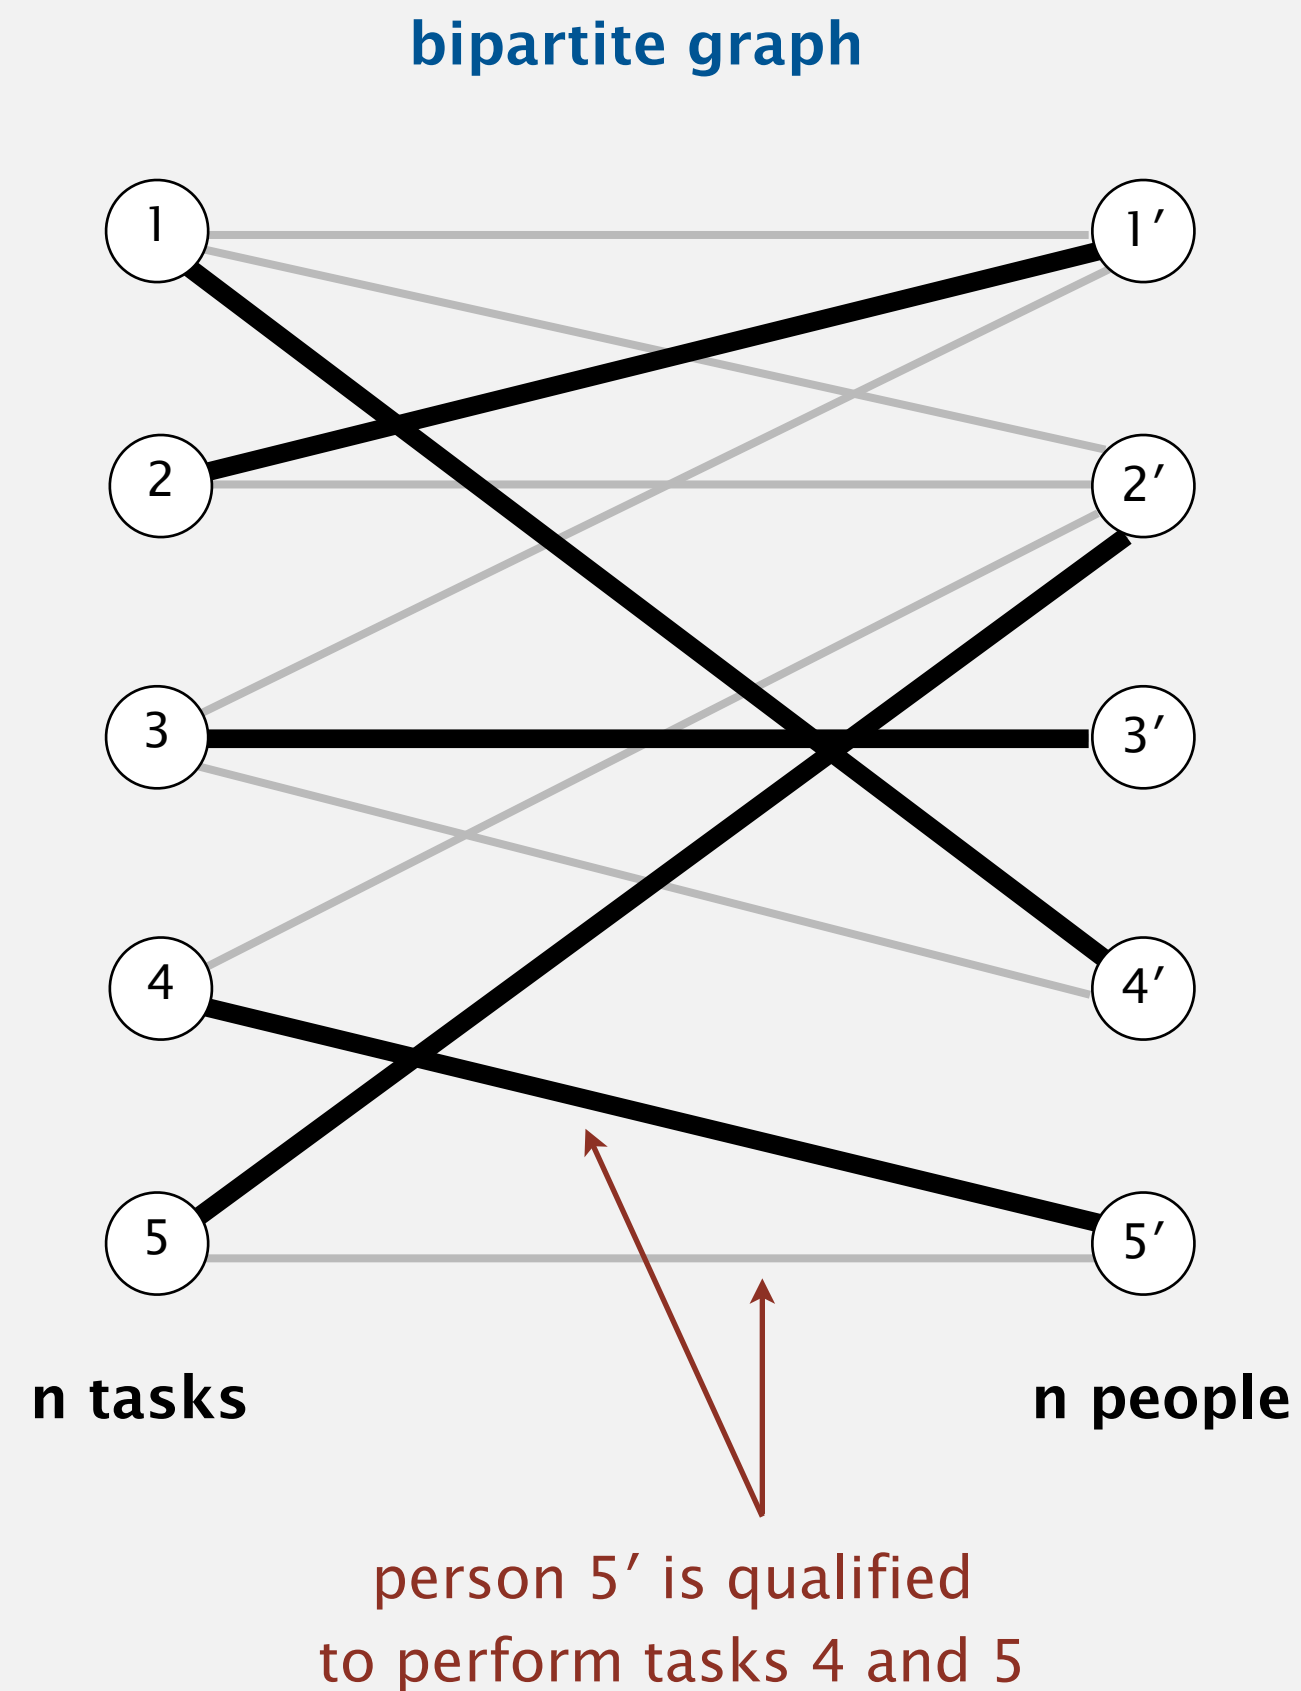 bipartite graph
1 1′
2 2′
3 3′
4 4′
5 5′
n tasks n people
person 5′ is qualified
to perform tasks 4 and 5